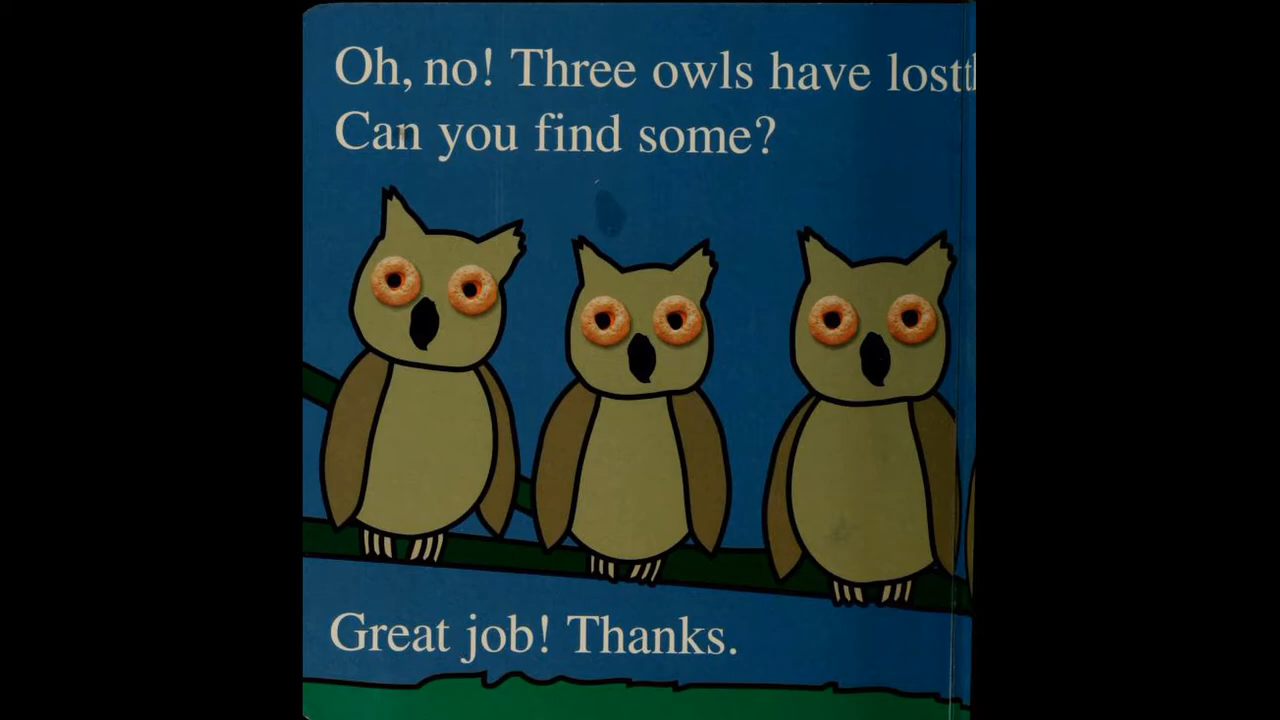 Oh, no! Three owls have lost
Can you find some?
Great job! Thanks.